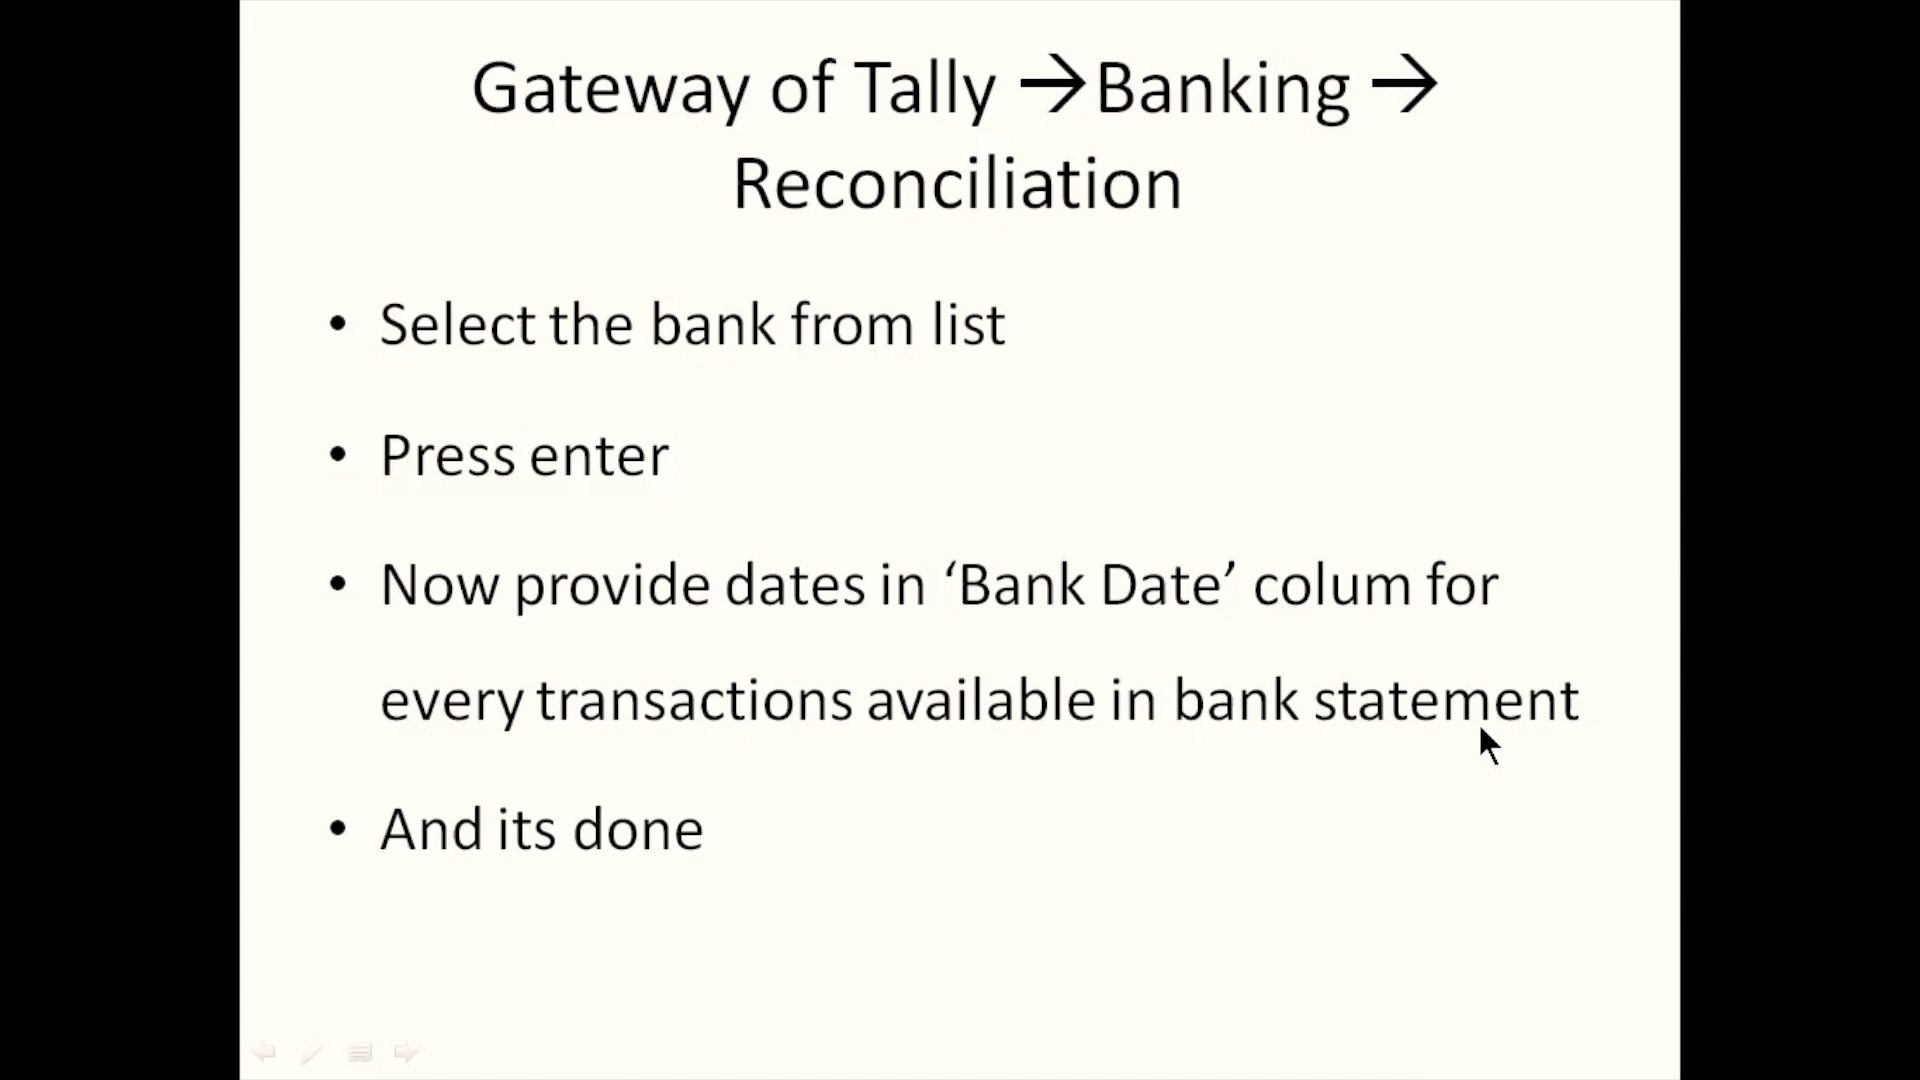 Gateway of Tally →Banking →
Reconciliation
• Select the bank from list
• Press enter
• Now provide dates in ‘Bank Date’ colum for
every transactions available in bank statement
• And its done